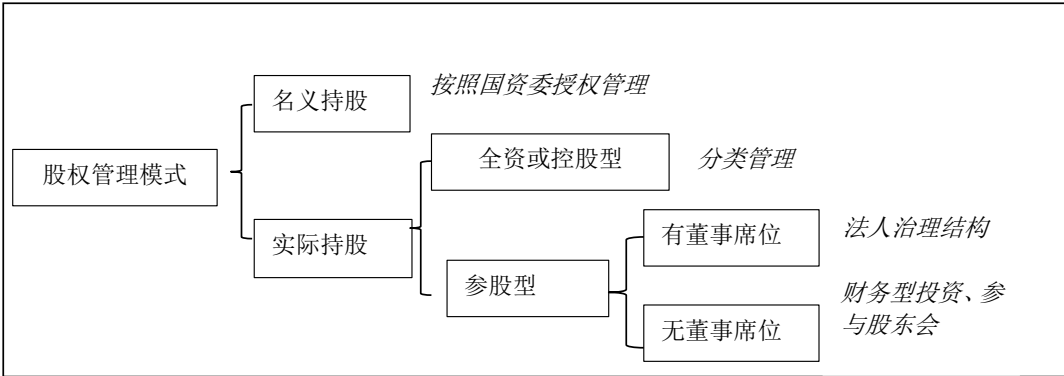 名义持股
按照国资委授权管理
全资或控股型
分类管理
股权管理模式
有董事席位
法人治理结构
实际持股
参股型
财务型投资、参
与股东会
无董事席位